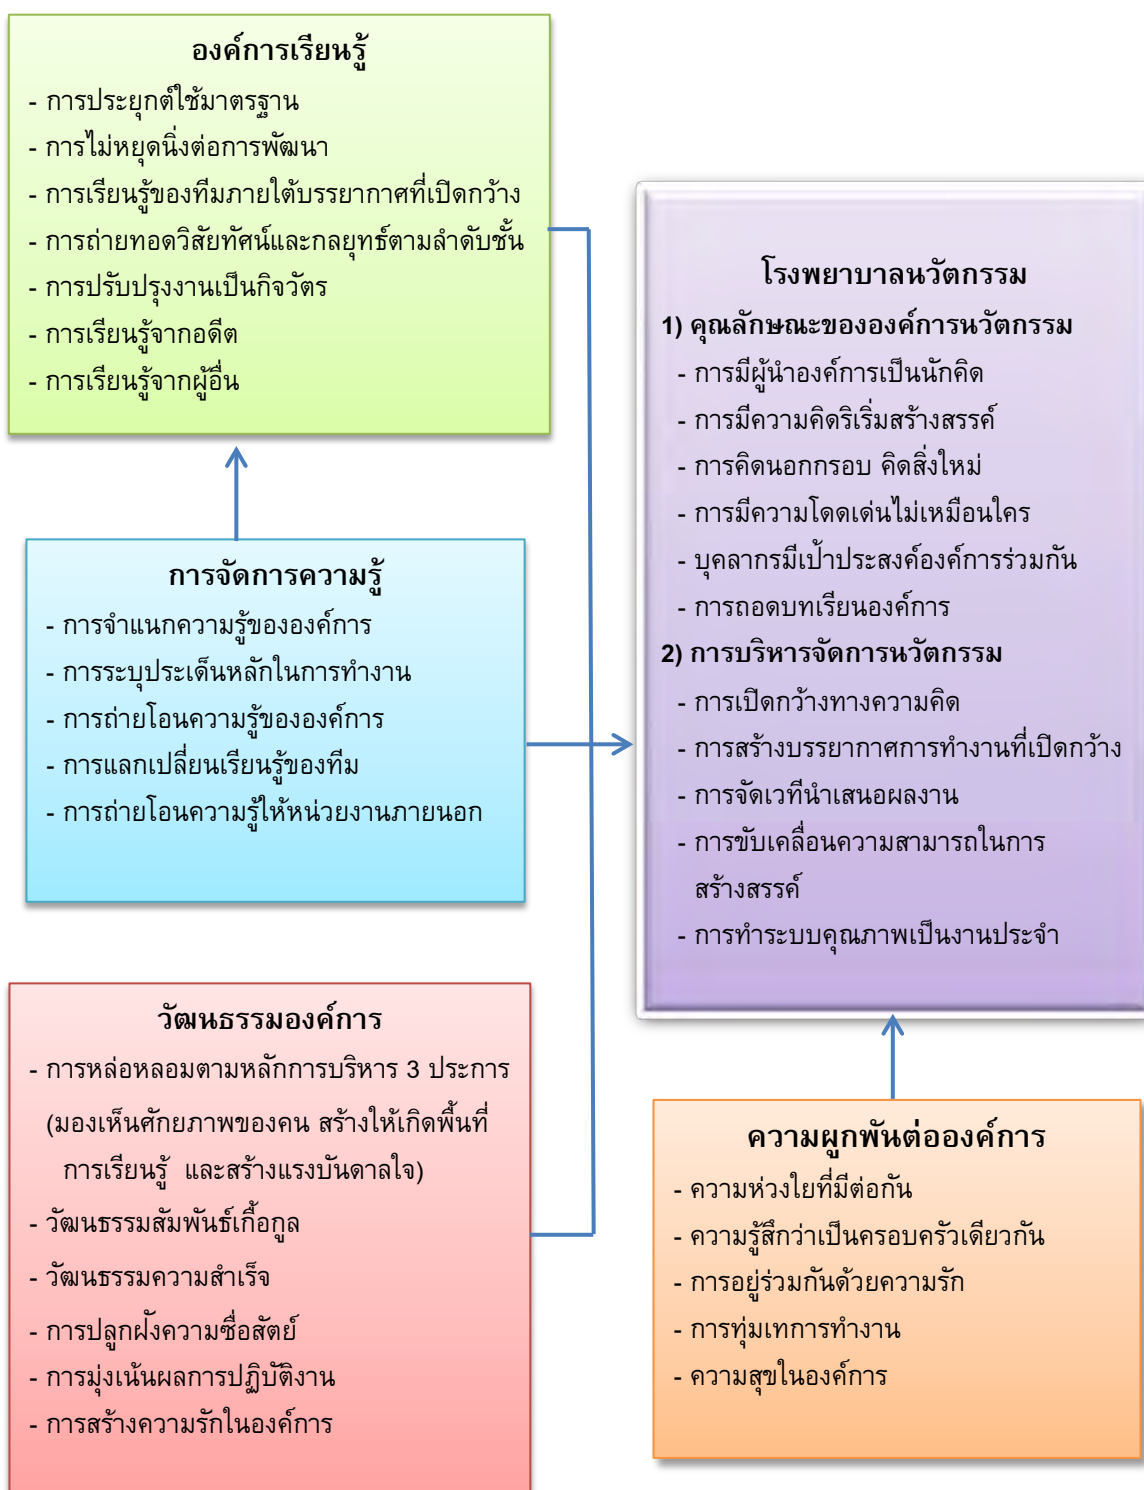 องค์การเรียนรู้
- การประยุกต์ใช้มาตรฐาน
- การไม่หยุดนิ่งต่อการพัฒนา
- การเรียนรู้ของทีมภายใต้บรรยากาศที่เปิดกว้าง
- การถ่ายทอดวิสัยทัศน์และกลยุทธ์ตามลำดับชั้น
- การปรับปรุงงานเป็นกิจวัตร
- การเรียนรู้จากอดีต
- การเรียนรู้จากผู้อื่น
การจัดการความรู้
- การจำแนกความรู้ขององค์การ
- การระบุประเด็นหลักในการทำงาน
- การถ่ายโอนความรู้ขององค์การ
- การแลกเปลี่ยนเรียนรู้ของทีม
- การถ่ายโอนความรู้ให้หน่วยงานภายนอก
วัฒนธรรมองค์การ
- การหล่อหลอมตามหลักการบริหาร 3 ประการ
(มองเห็นศักยภาพของคน สร้างให้เกิดพื้นที่
การเรียนรู้ และสร้างแรงบันดาลใจ)
- วัฒนธรรมสัมพันธ์เกื้อกูล
- วัฒนธรรมความสำเร็จ
- การปลูกฝังความซื่อสัตย์
- การมุ่งเน้นผลการปฏิบัติงาน
- การสร้างความรักในองค์การ
โรงพยาบาลนวัตกรรม
1) คุณลักษณะขององค์การนวัตกรรม
- การมีผู้นำองค์การเป็นนักคิด
- การมีความคิดริเริ่มสร้างสรรค์
- การคิดนอกกรอบ คิดสิ่งใหม่
- การมีความโดดเด่นไม่เหมือนใคร
- บุคลากรมีเป้าประสงค์องค์การร่วมกัน
- การถอดบทเรียนองค์การ
2) การบริหารจัดการนวัตกรรม
- การเปิดกว้างทางความคิด
- การสร้างบรรยากาศการทำงานที่เปิดกว้าง
- การจัดเวทีนำเสนอผลงาน
- การขับเคลื่อนความสามารถในการ
สร้างสรรค์
- การทำระบบคุณภาพเป็นงานประจำ
ความผูกพันต่อองค์การ
- ความห่วงใยที่มีต่อกัน
- ความรู้สึกว่าเป็นครอบครัวเดียวกัน
- การอยู่ร่วมกันด้วยความรัก
- การทุ่มเทการทำงาน
- ความสุขในองค์การ